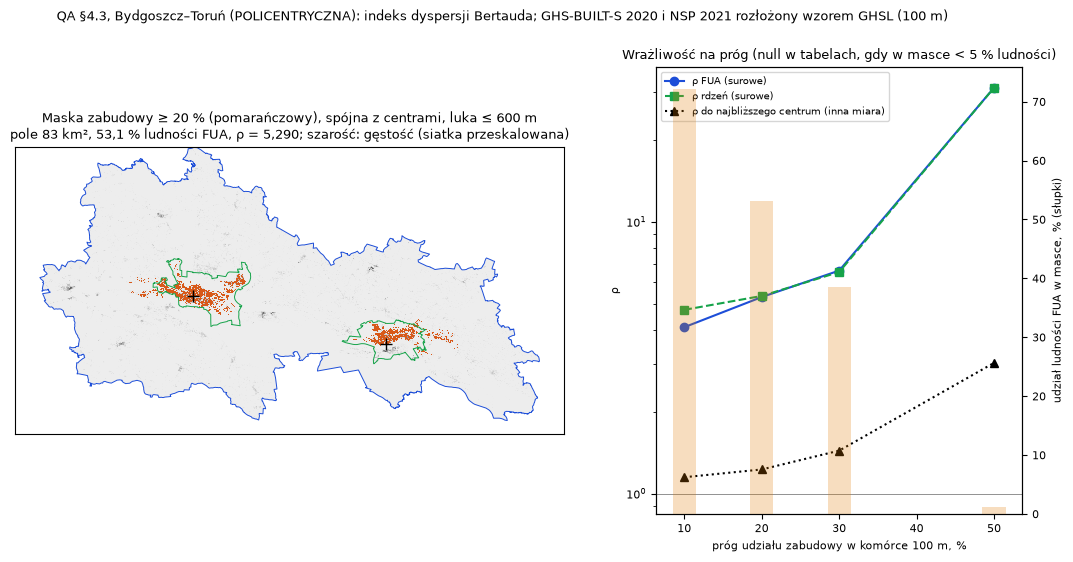 QA §4.3, Bydgoszcz–Toruń (POLICENTRYCZNA): indeks dyspersji Bertauda; GHS-BUILT-S 2020 i NSP 2021 rozłożony wzorem GHSL (100 m)
Maska zabudowy ≥ 20 % (pomarańczowy), spójna z centrami, luka ≤ 600 m
pole 83 km², 53,1 % ludności FUA, ρ = 5,290; szarość: gęstość (siatka przeskalowana)
Wrażliwość na próg (null w tabelach, gdy w masce < 5 % ludności)
ρ FUA (surowe)
ρ rdzeń (surowe)
ρ do najbliższego centrum (inna miara)
10¹
10⁰
ρ
70
60
50
40
30
20
10
0
udział ludności FUA w masce, % (słupki)
10 20 30 40 50
próg udziału zabudowy w komórce 100 m, %